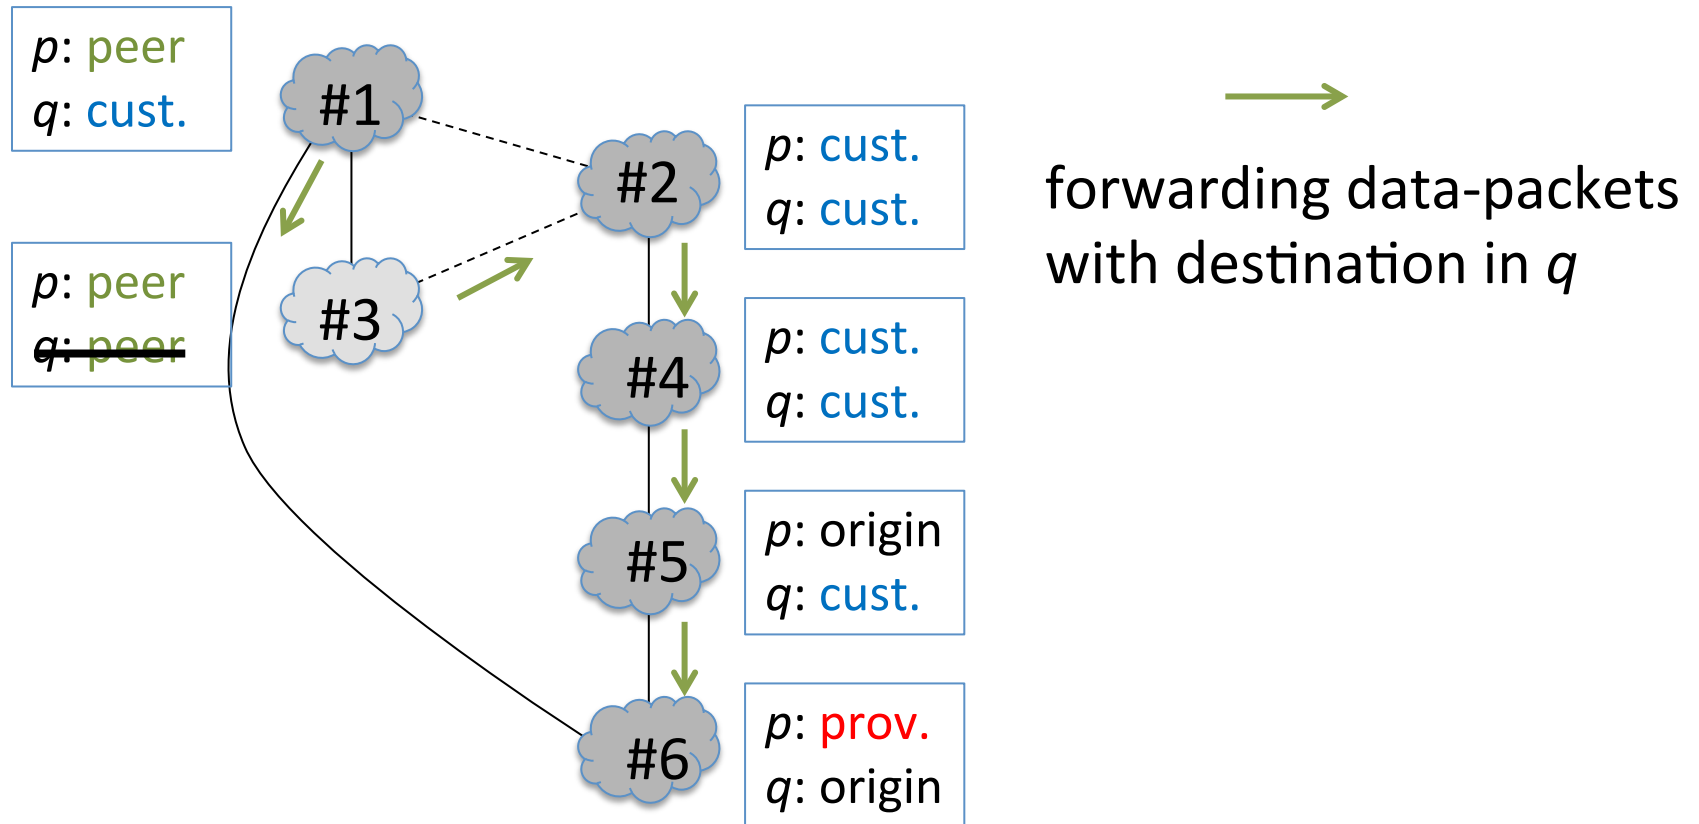 p: peer
q: cust.
#1
#2
p: cust.
q: cust.
forwarding data-packets
with destination in q
p: peer
q: peer
#3
#4
p: cust.
q: cust.
#5
p: origin
q: cust.
#6
p: prov.
q: origin